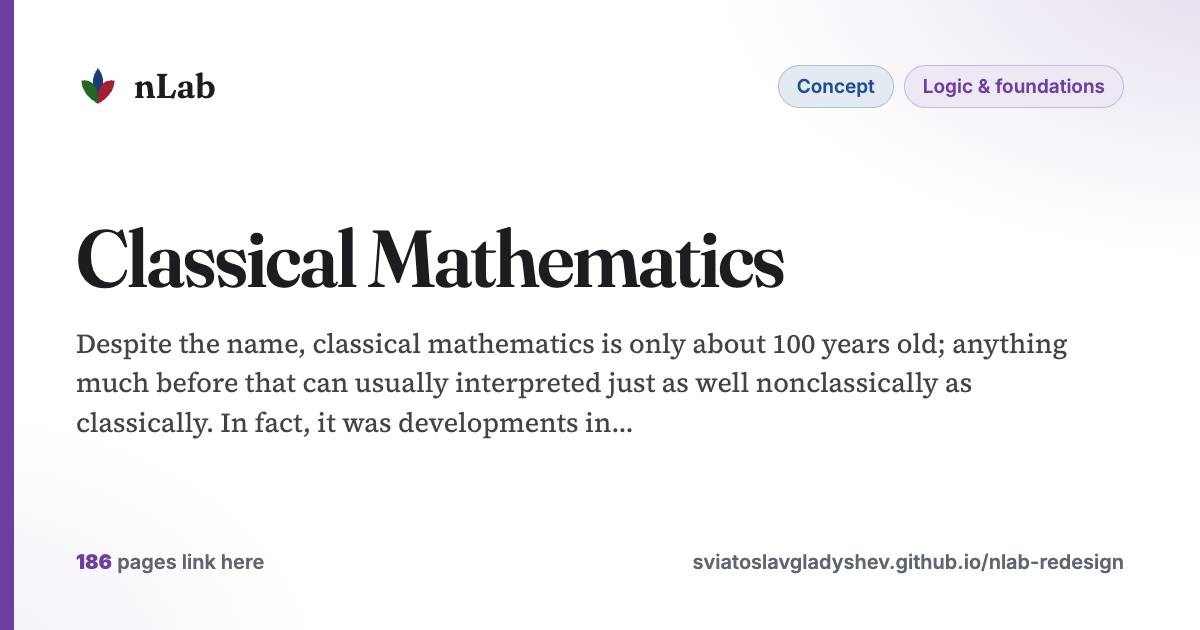 nLab
Concept
Logic & foundations
Classical Mathematics
Despite the name, classical mathematics is only about 100 years old; anything
much before that can usually interpreted just as well nonclassically as
classically. In fact, it was developments in...
186 pages link here
sviatoslavgladyshev.github.io/nlab-redesign